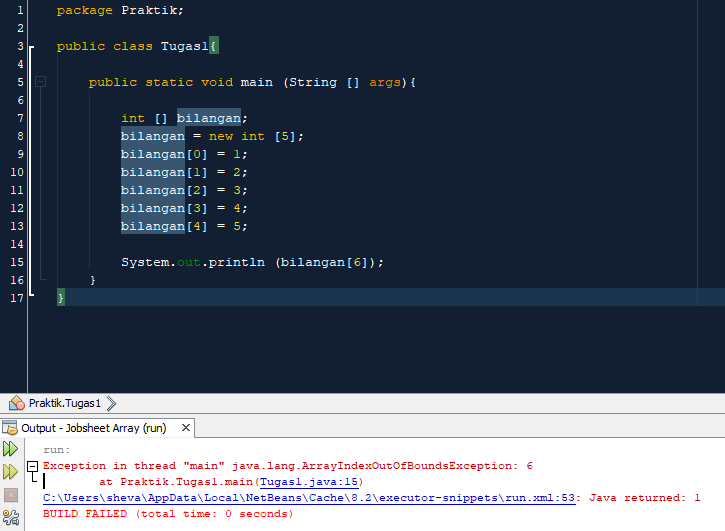 1 package Praktik;
2
3 public class Tugas1{
4
5 public static void main (String [] args){
6
7 int [] bilangan;
8 bilangan = new int [5];
9 bilangan[0] = 1;
10 bilangan[1] = 2;
11 bilangan[2] = 3;
12 bilangan[3] = 4;
13 bilangan[4] = 5;
14
15 System.out.println (bilangan[6]);
16 }
17 }
Praktik.Tugas1
Output - Jobsheet Array (run)
run:
Exception in thread "main" java.lang.ArrayIndexOutOfBoundsException: 6
at Praktik.Tugas1.main(Tugas1.java:15)
C:\Users\sheva\AppData\Local\NetBeans\Cache\8.2\executor-snippets\run.xml:53: Java returned: 1
BUILD FAILED (total time: 0 seconds)